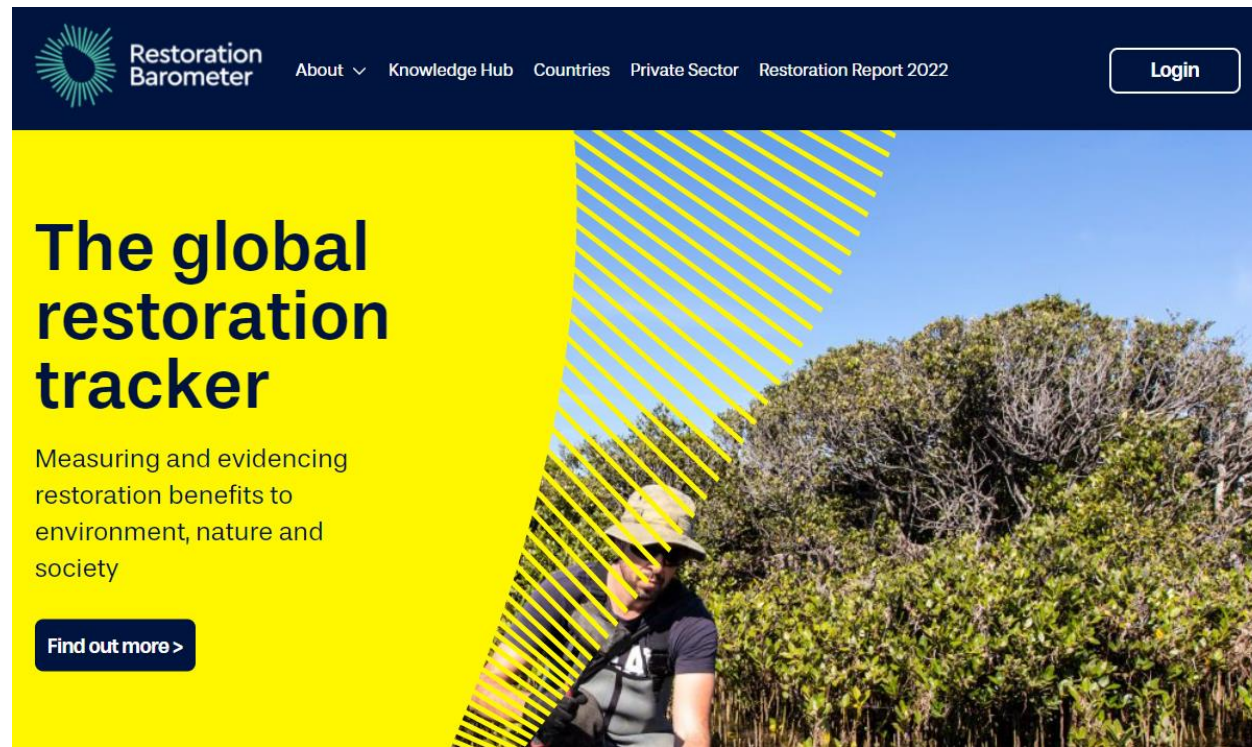 Restoration
Barometer
About
Knowledge Hub
Countries
Private Sector
Restoration Report 2022
Login
The global
restoration
tracker
Measuring and evidencing
restoration benefits to
environment, nature and
society
Find out more >